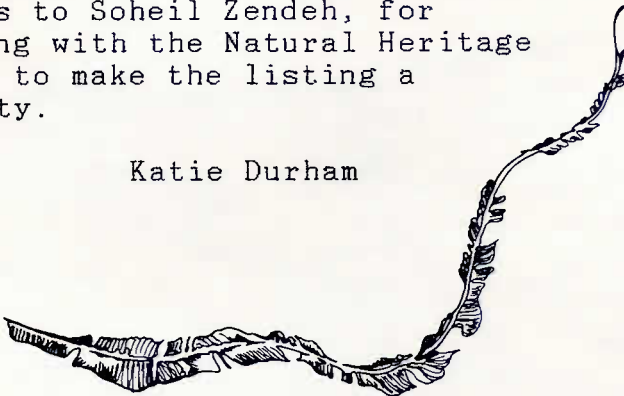 s to Soheil Zendeh, for
ng with the Natural Heritage
to make the listing a
ty.
Katie Durham